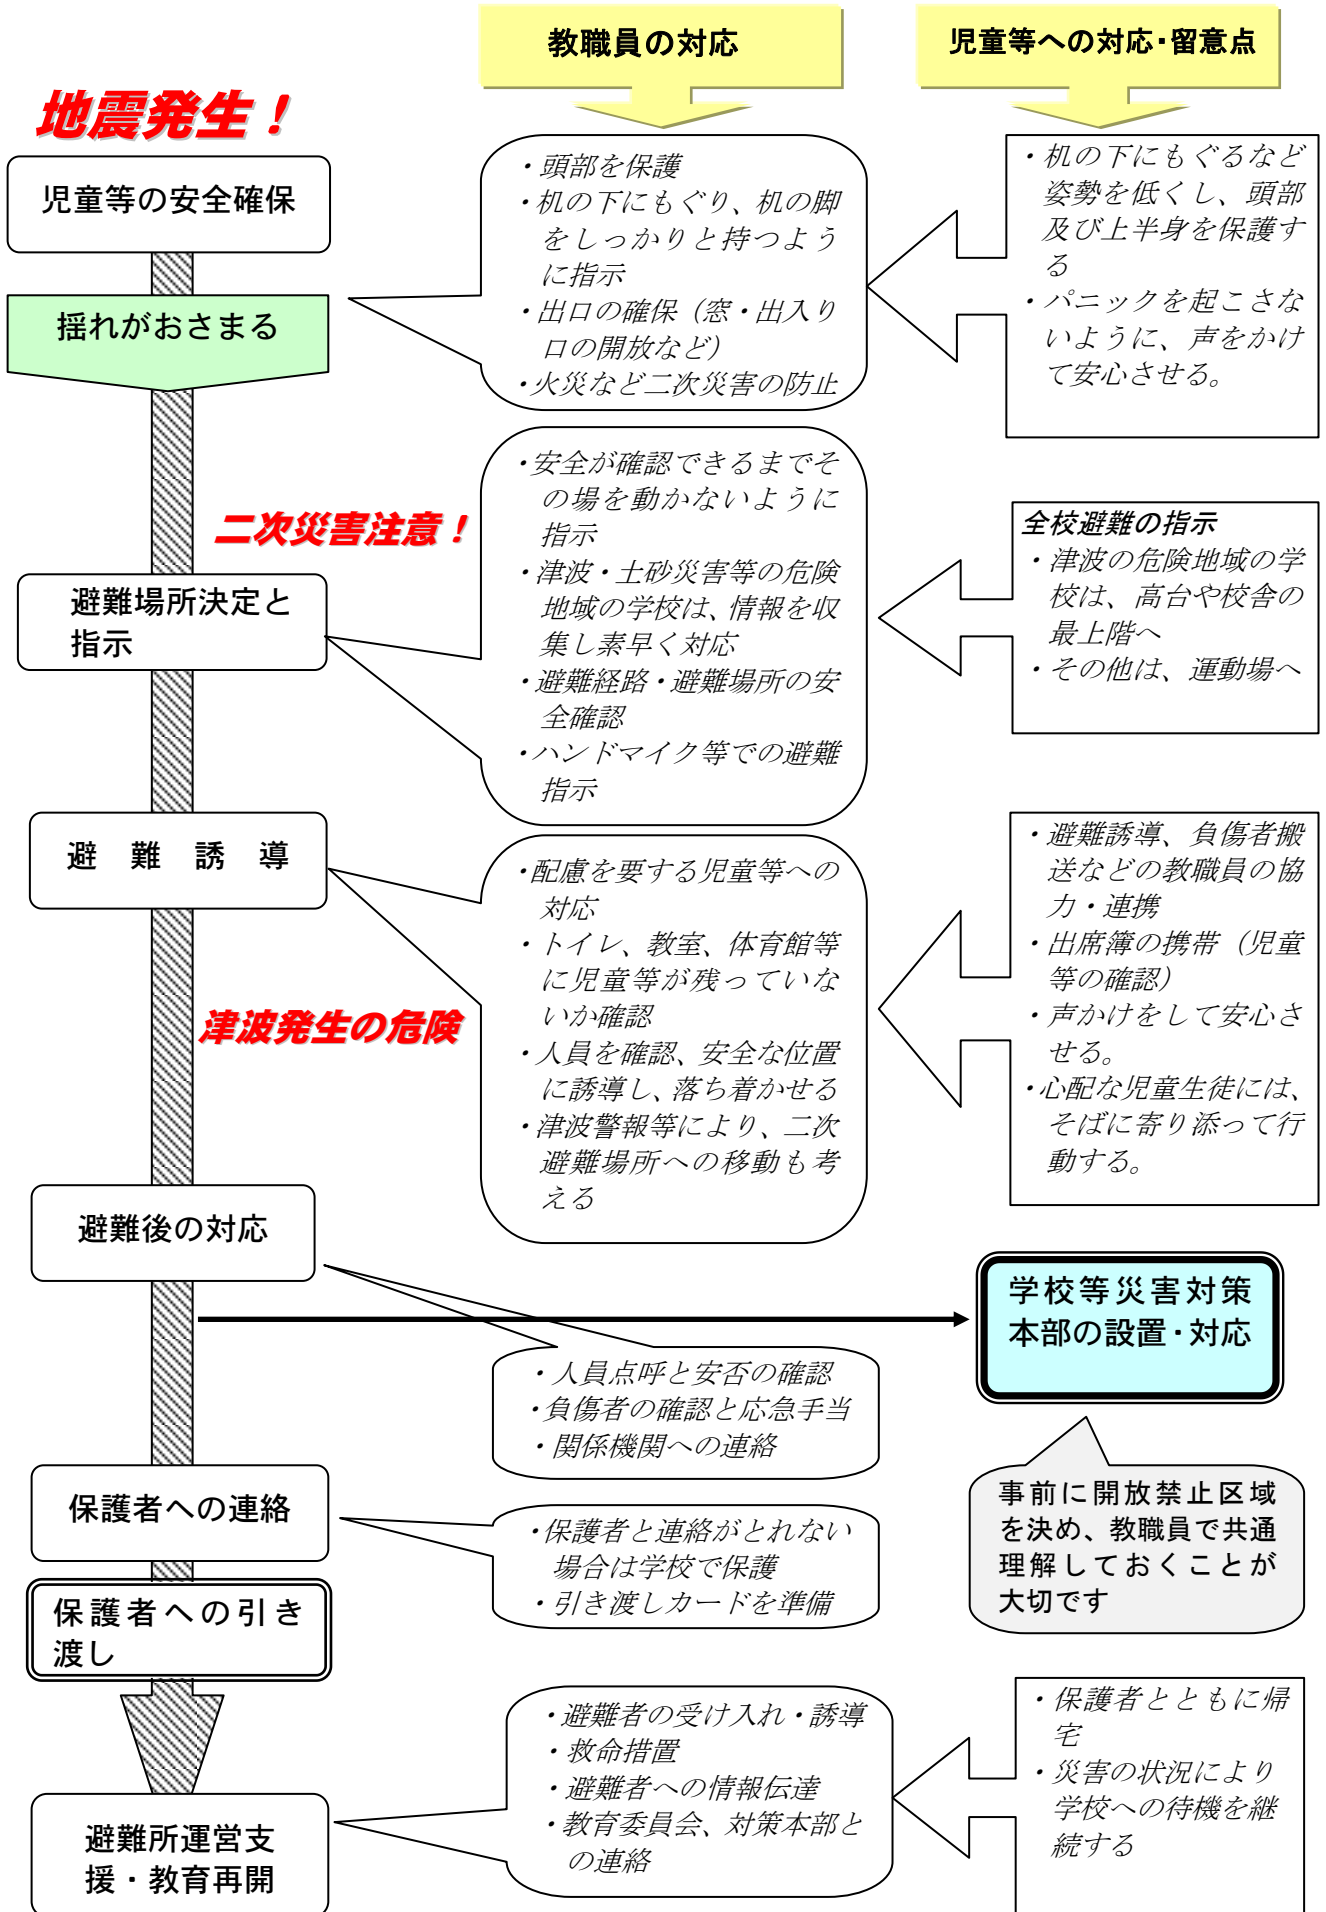 教職員の対応
児童等への対応・留意点
地震発生！
児童等の安全確保
揺れがおさまる
・頭部を保護
・机の下にもぐり、机の脚
をしっかりと持つよう
に指示
・出口の確保（窓・出入り
口の開放など）
・火災など二次災害の防止
・机の下にもぐるなど
姿勢を低くし、頭部
及び上半身を保護す
る
・パニックを起こさな
いように、声をかけ
て安心させる。
二次災害注意！
避難場所決定と
指示
・安全が確認できるまでそ
の場を動かないように
指示
・津波・土砂災害等の危険
地域の学校は、情報を収
集し素早く対応
・避難経路・避難場所の安
全確認
・ハンドマイク等での避難
指示
全校避難の指示
・津波の危険地域の学
校は、高台や校舎の
最上階へ
・その他は、運動場へ
避　難　誘　導
津波発生の危険
・配慮を要する児童等への
対応
・トイレ、教室、体育館等
に児童等が残っていな
いか確認
・人員を確認、安全な位置
に誘導し、落ち着かせる
・津波警報等により、二次
避難場所への移動も考
える
・避難誘導、負傷者搬
送などの教職員の協
力・連携
・出席簿の携帯（児童
等の確認）
・声かけをして安心さ
せる。
・心配な児童生徒には、
そばに寄り添って行
動する。
避難後の対応
学校等災害対策
本部の設置・対応
・人員点呼と安否の確認
・負傷者の確認と応急手当
・関係機関への連絡
事前に開放禁止区域
を決め、教職員で共通
理解しておくことが
大切です
保護者への連絡
・保護者と連絡がとれない
場合は学校で保護
・引き渡しカードを準備
保護者への引き
渡し
避難所運営支
援・教育再開
・避難者の受け入れ・誘導
・救命措置
・避難者への情報伝達
・教育委員会、対策本部と
の連絡
・保護者とともに帰
宅
・災害の状況により
学校への待機を継
続する